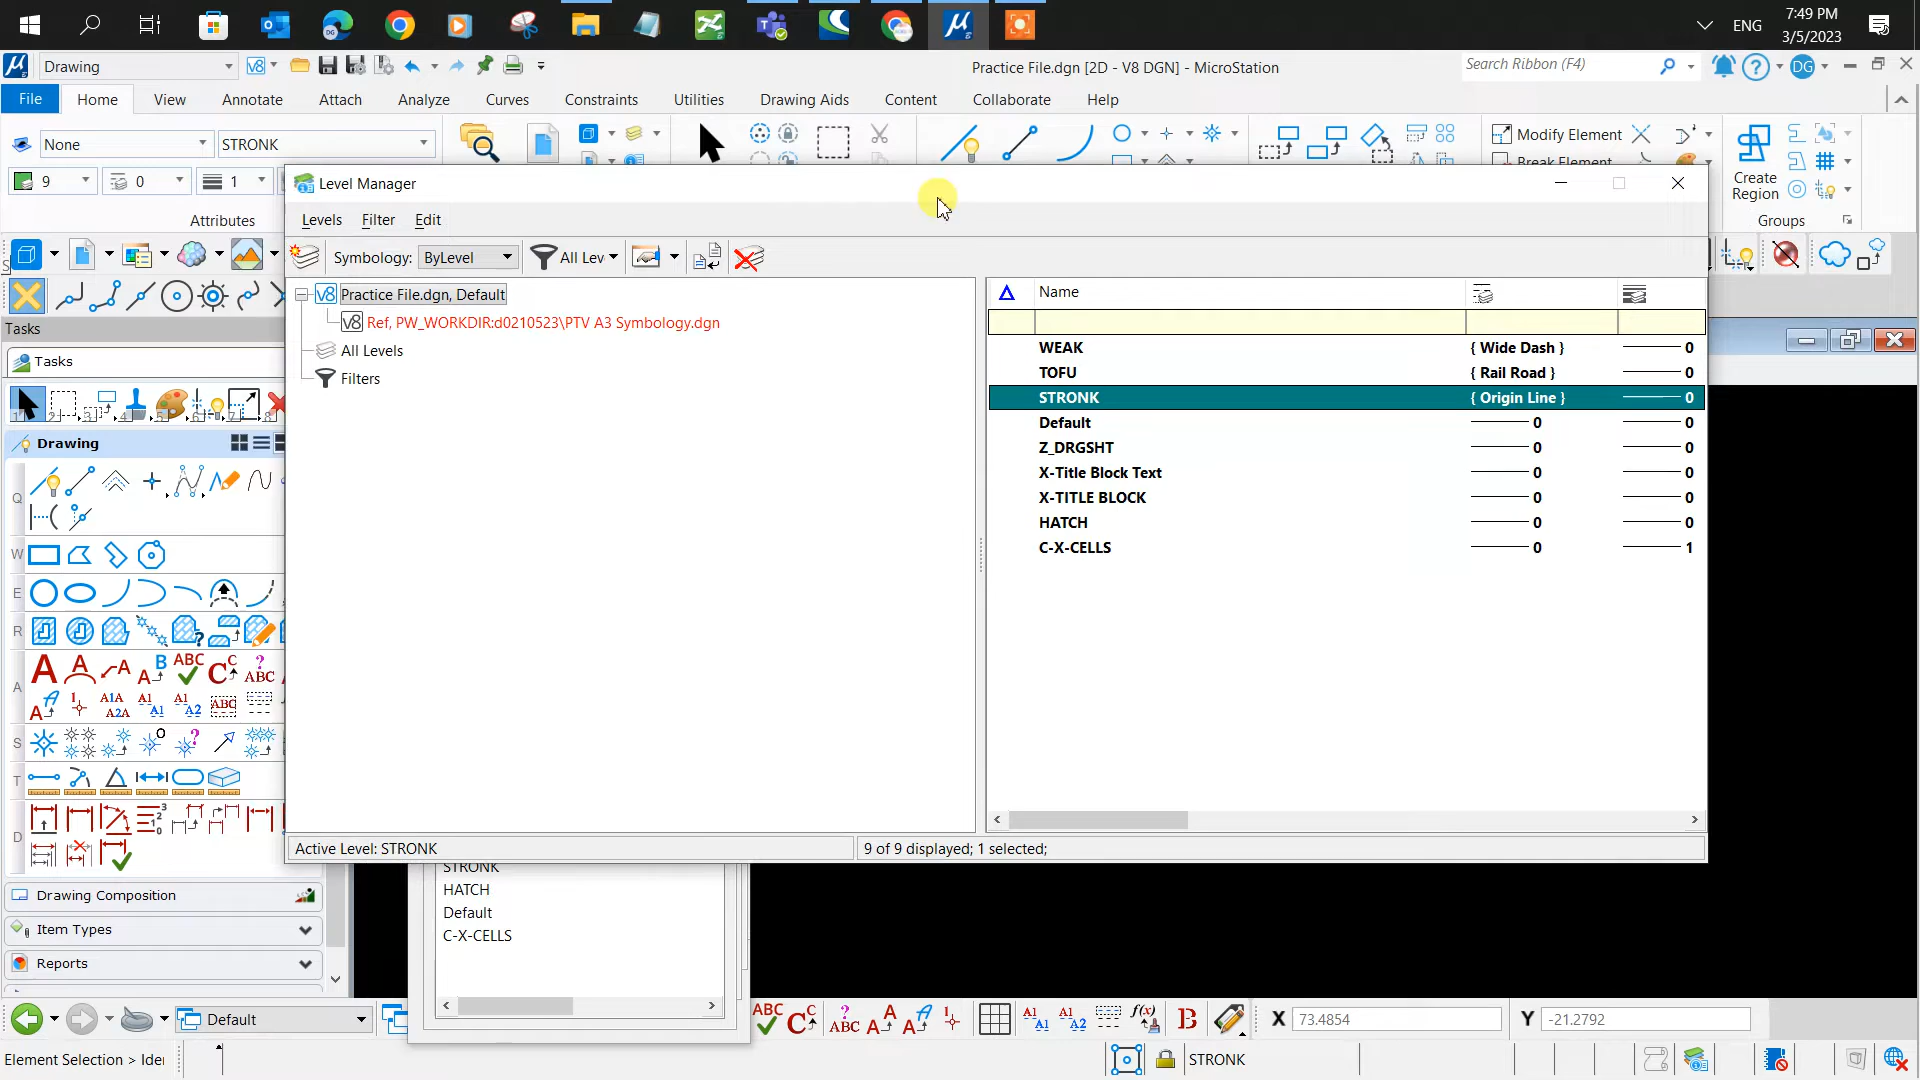 ENG
7:49 PM
3/5/2023
Drawing
Practice File.dgn [2D - V8 DGN] - MicroStation
Search Ribbon (F4)
DG
File Home View Annotate Attach Analyze Curves Constraints Utilities Drawing Aids Content Collaborate Help
None STRONK
Modify Element
Break Element
Create
Region
9 0 1
Attributes
Groups
Level Manager
Levels Filter Edit
Symbology: ByLevel All Lev
Practice File.dgn, Default
Ref, PW_WORKDIR:d0210523\PTV A3 Symbology.dgn
All Levels
Filters
Name
WEAK { Wide Dash } 0
TOFU { Rail Road } 0
STRONK { Origin Line } 0
Default 0 0
Z_DRGSHT 0 0
X-Title Block Text 0 0
X-TITLE BLOCK 0 0
HATCH 0 0
C-X-CELLS 0 1
Active Level: STRONK
9 of 9 displayed; 1 selected;
Tasks
Tasks
Drawing
Q
W
E
R
A
S
T
D
Drawing Composition
Item Types
Reports
STRONK
HATCH
Default
C-X-CELLS
Default
X 73.4854 Y -21.2792
Element Selection > Ider
STRONK